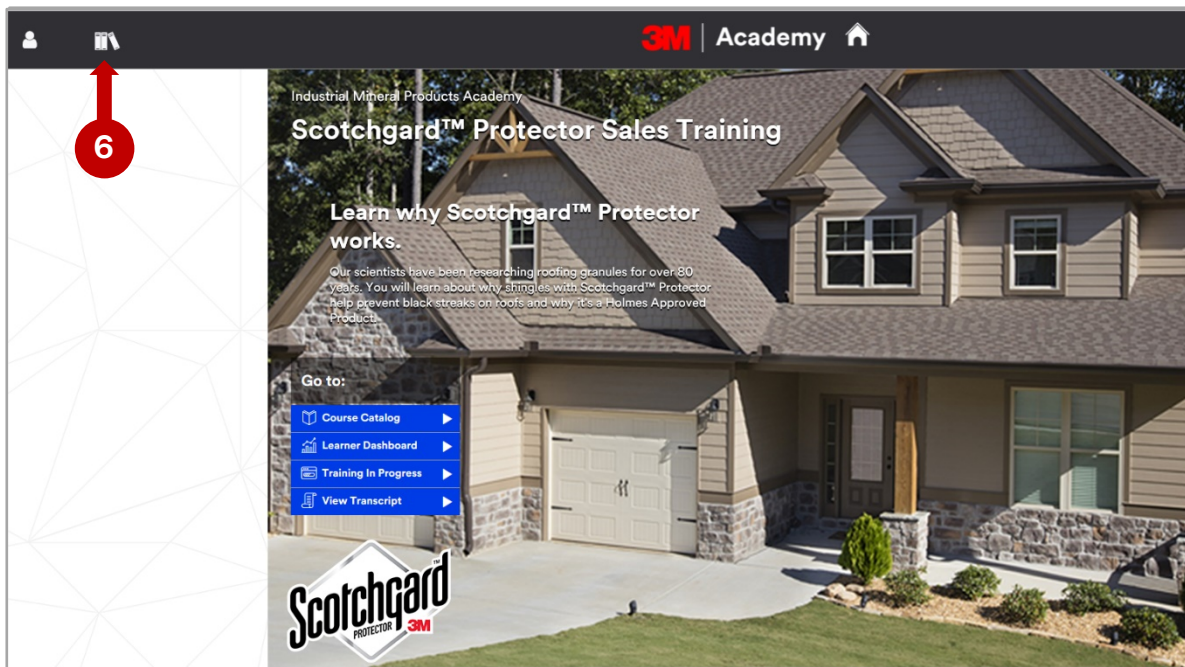 3M | Academy
6
Industrial Mineral Products Academy
Scotchgard™ Protector Sales Training
Learn why Scotchgard™ Protector
works.
Our scientists have been researching roofing granules for over 80
years. You will learn about why shingles with Scotchgard™ Protector
help prevent black streaks on roofs and why it's a Holmes Approved
Product.
Go to:
Course Catalog
Learner Dashboard
Training In Progress
View Transcript
Scotchgard™
PROTECTOR 3M